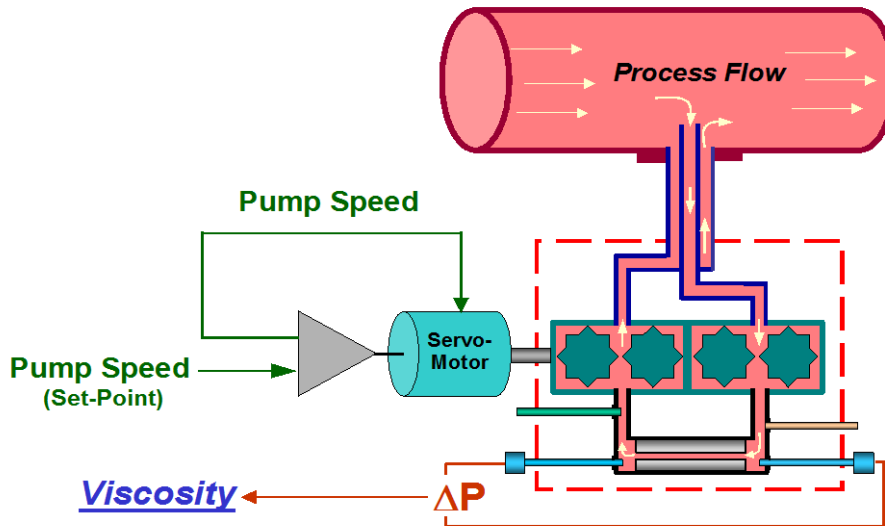 Process Flow
Pump Speed
Servo-
Motor
Pump Speed
(Set-Point)
Viscosity
ΔP